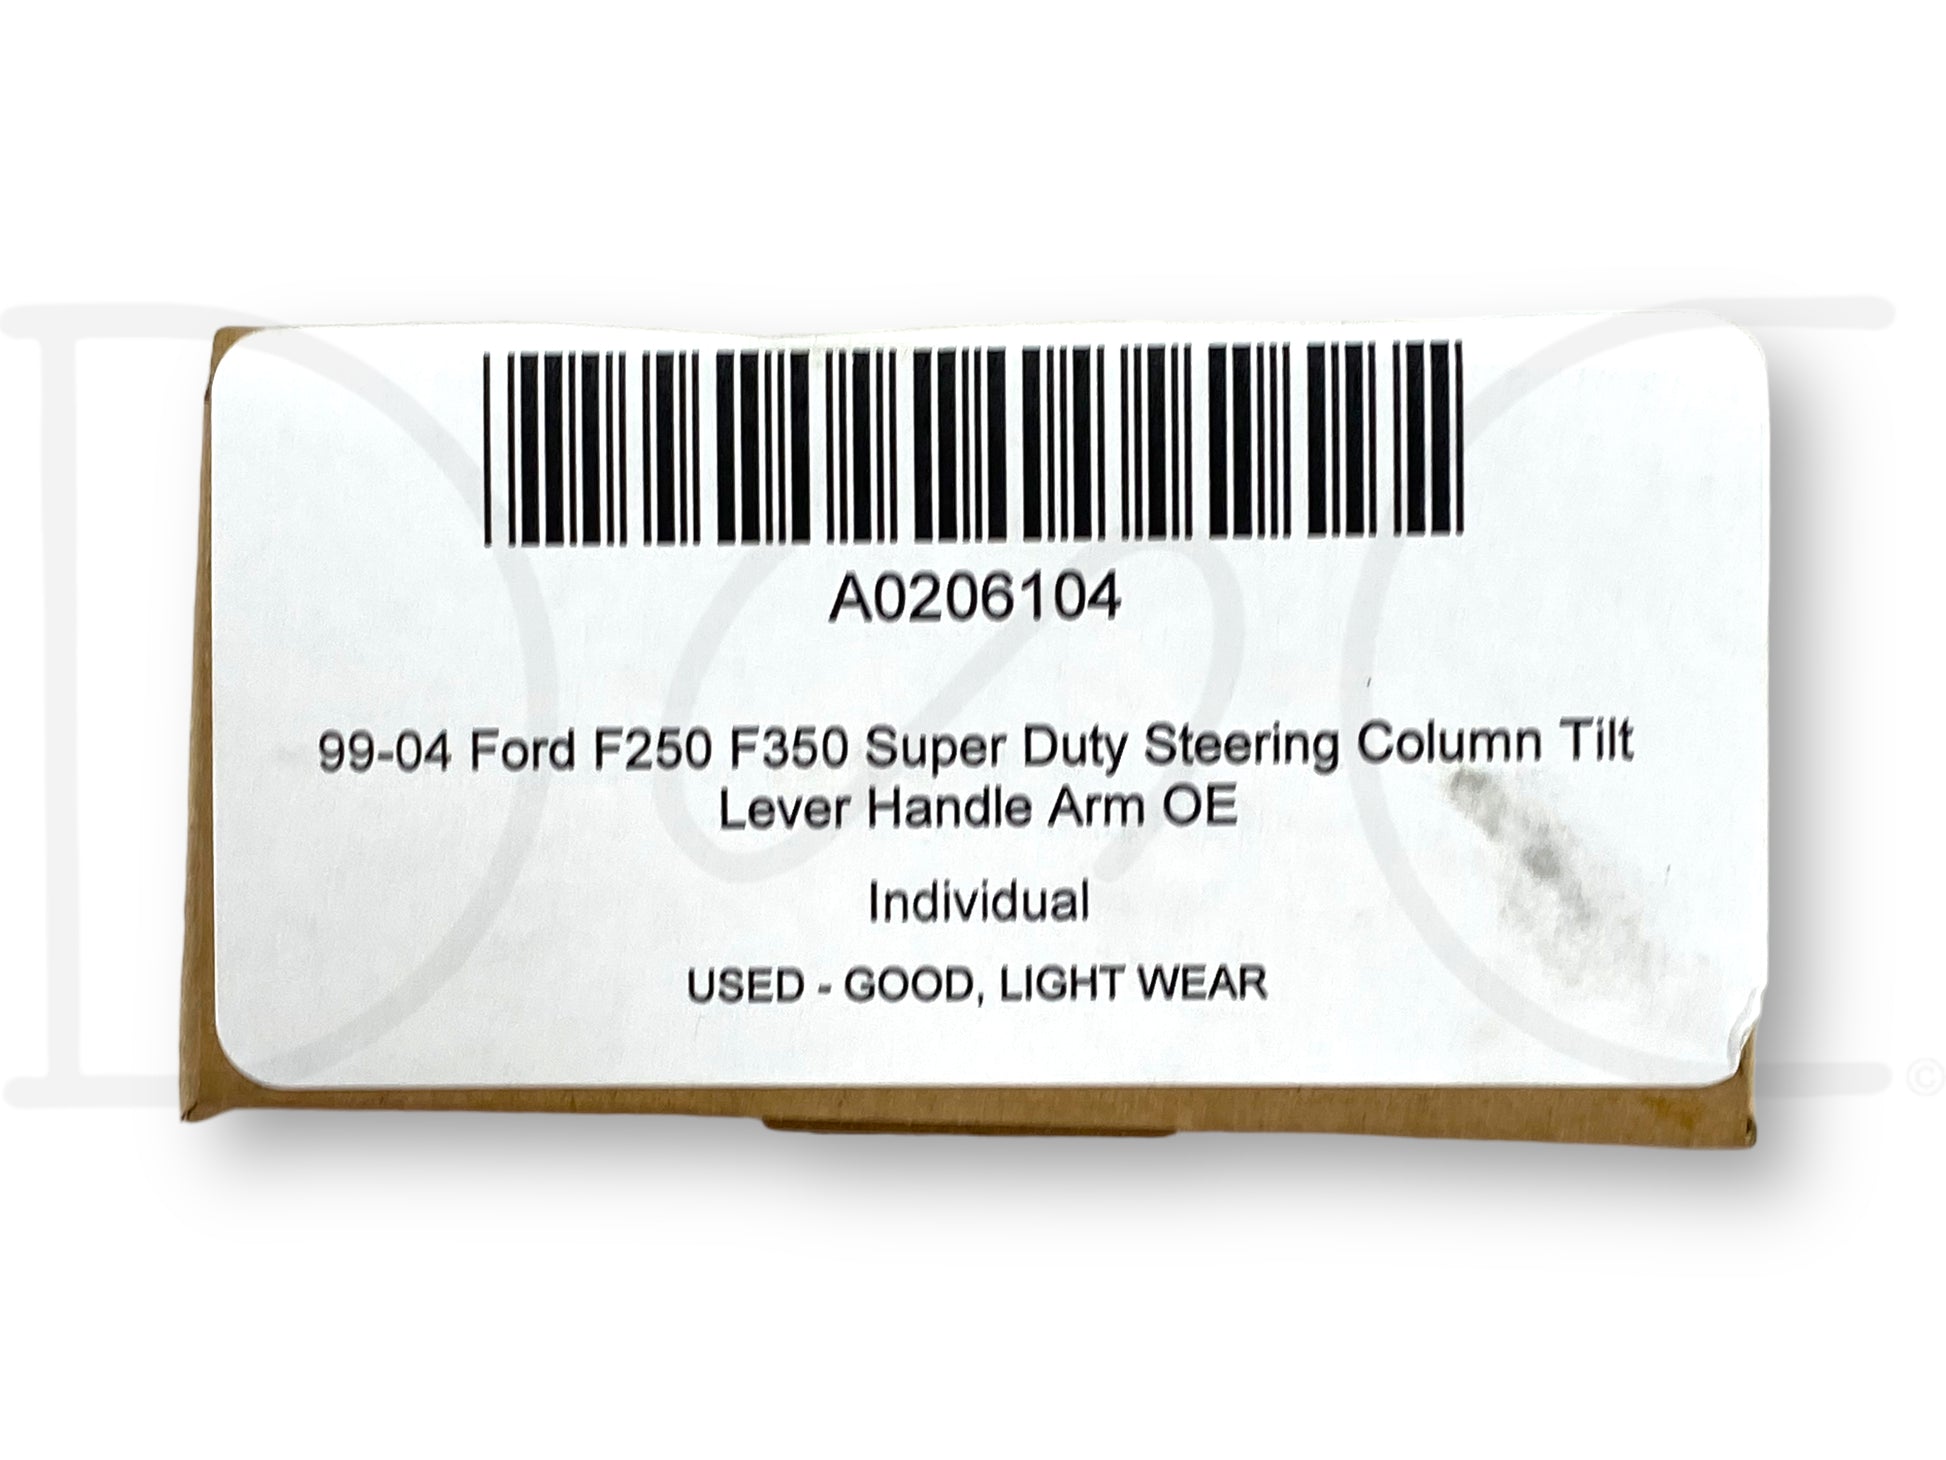 A0206104
99-04 Ford F250 F350 Super Duty Steering Column Tilt
Lever Handle Arm OE
Individual
USED - GOOD, LIGHT WEAR
©